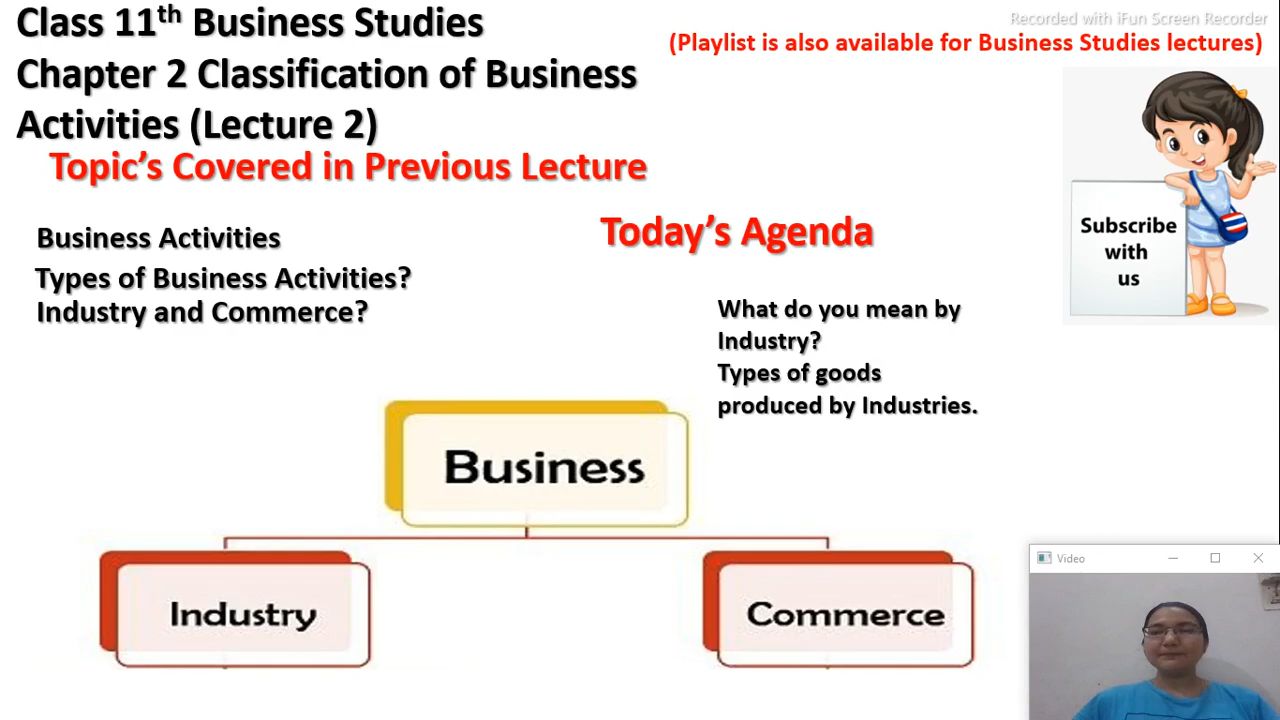 Class 11th Business Studies
Chapter 2 Classification of Business
Activities (Lecture 2)
Recorded with iFun Screen Recorder
(Playlist is also available for Business Studies lectures)
Topic's Covered in Previous Lecture
Business Activities
Types of Business Activities?
Industry and Commerce?
Today's Agenda
What do you mean by
Industry?
Types of goods
produced by Industries.
Subscribe
with
us
Business
Industry
Commerce
Video